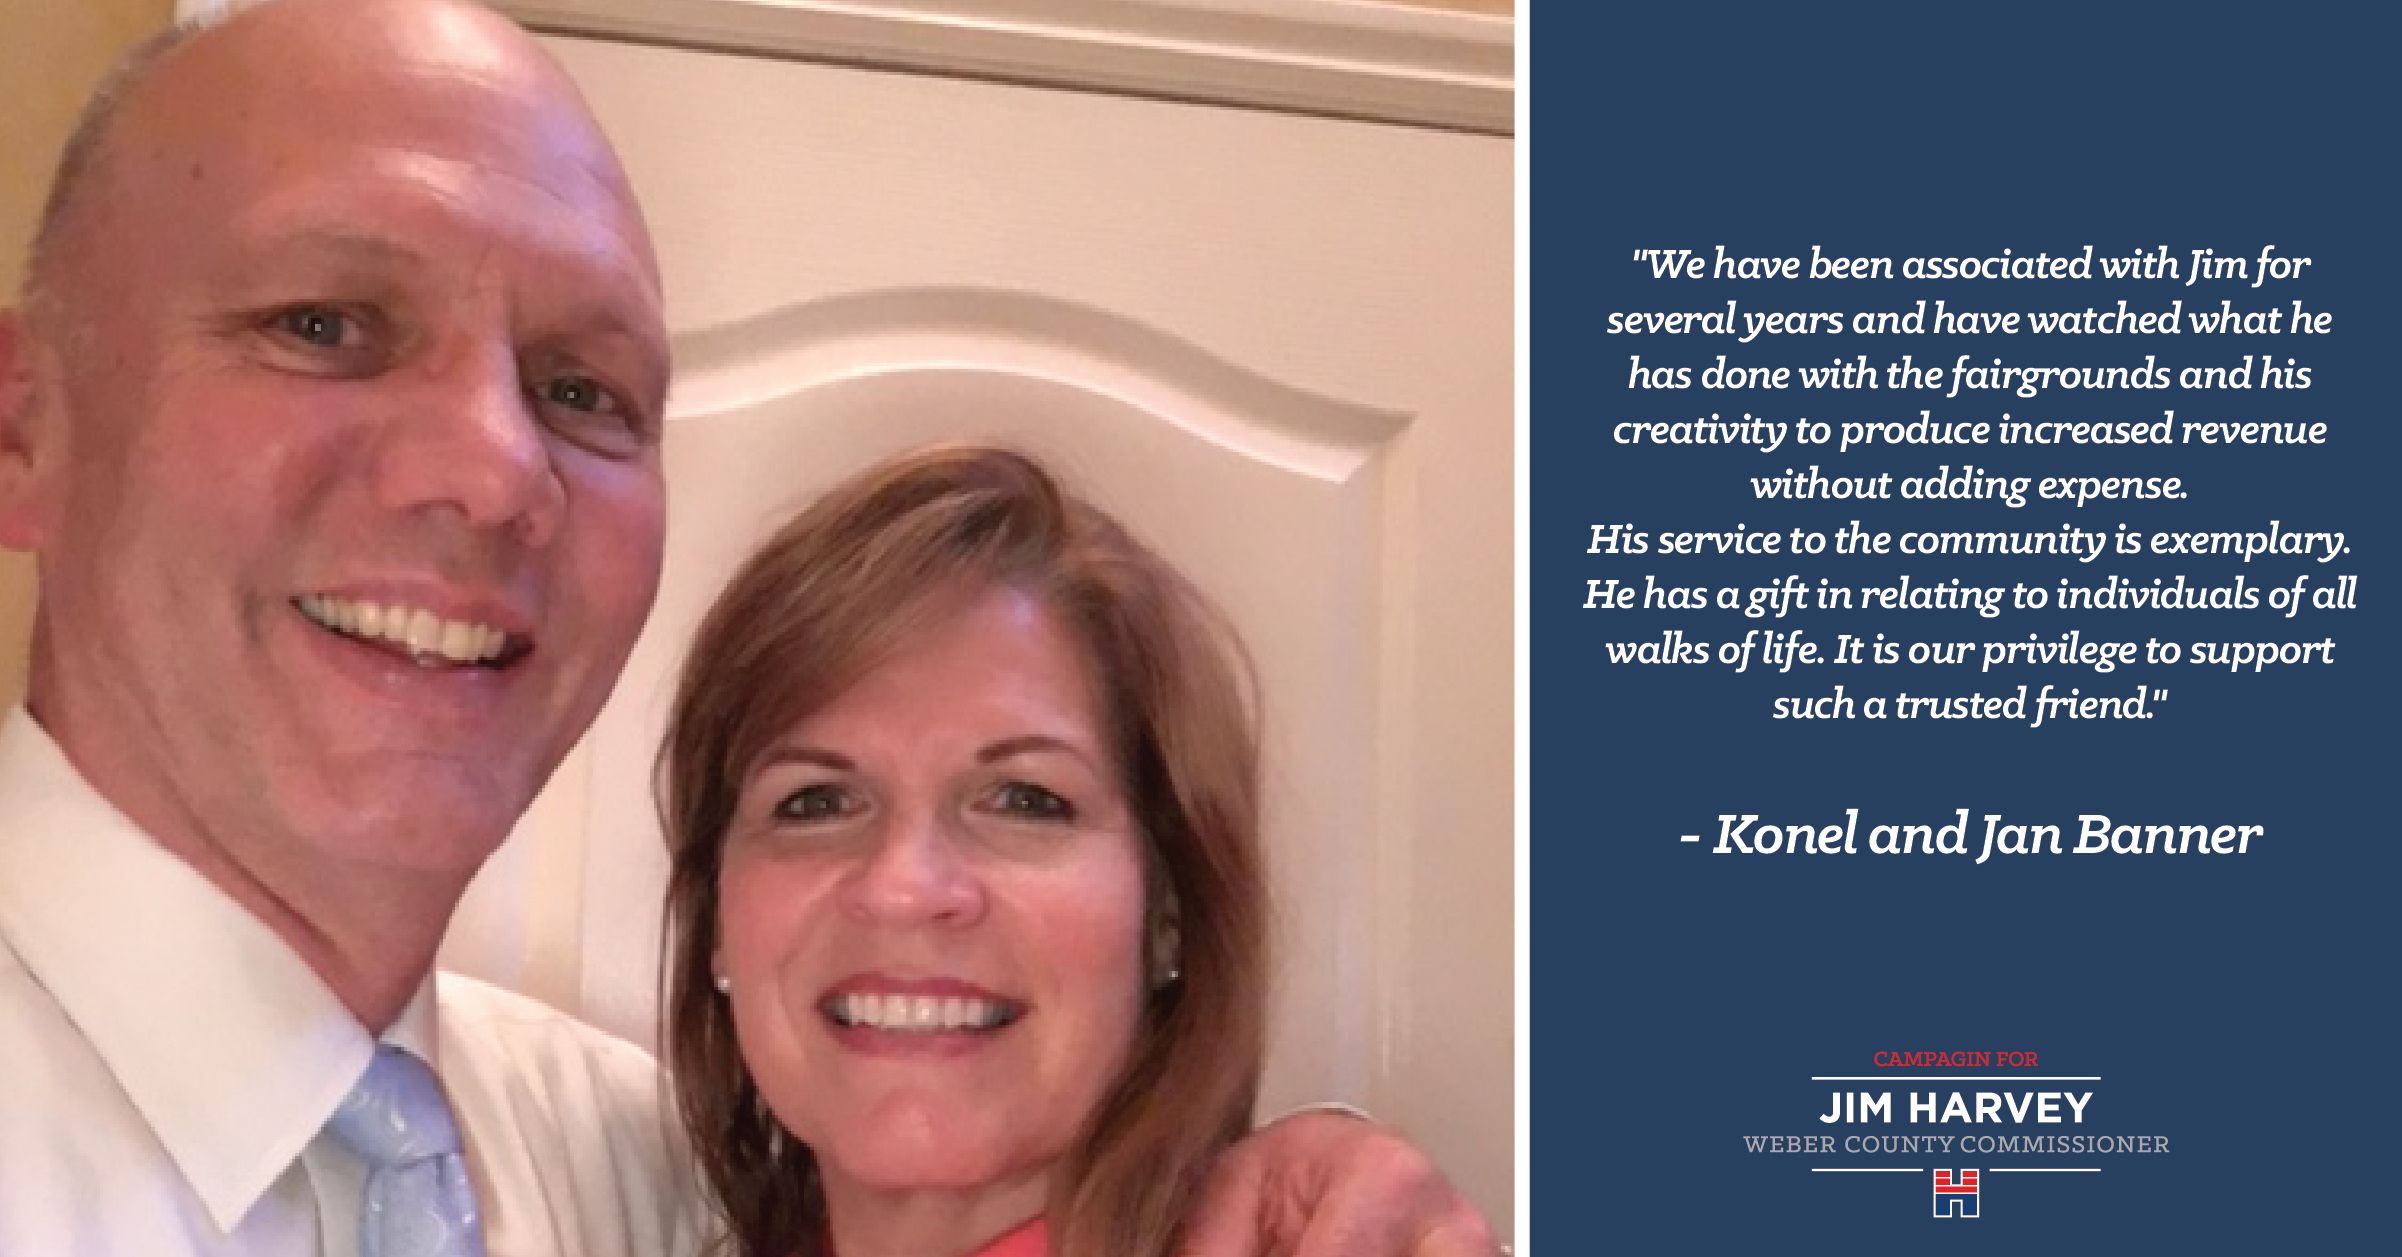 "We have been associated with Jim for
several years and have watched what he
has done with the fairgrounds and his
creativity to produce increased revenue
without adding expense.
His service to the community is exemplary.
He has a gift in relating to individuals of all
walks of life. It is our privilege to support
such a trusted friend."
- Konel and Jan Banner
CAMPAGIN FOR
JIM HARVEY
WEBER COUNTY COMMISSIONER
H